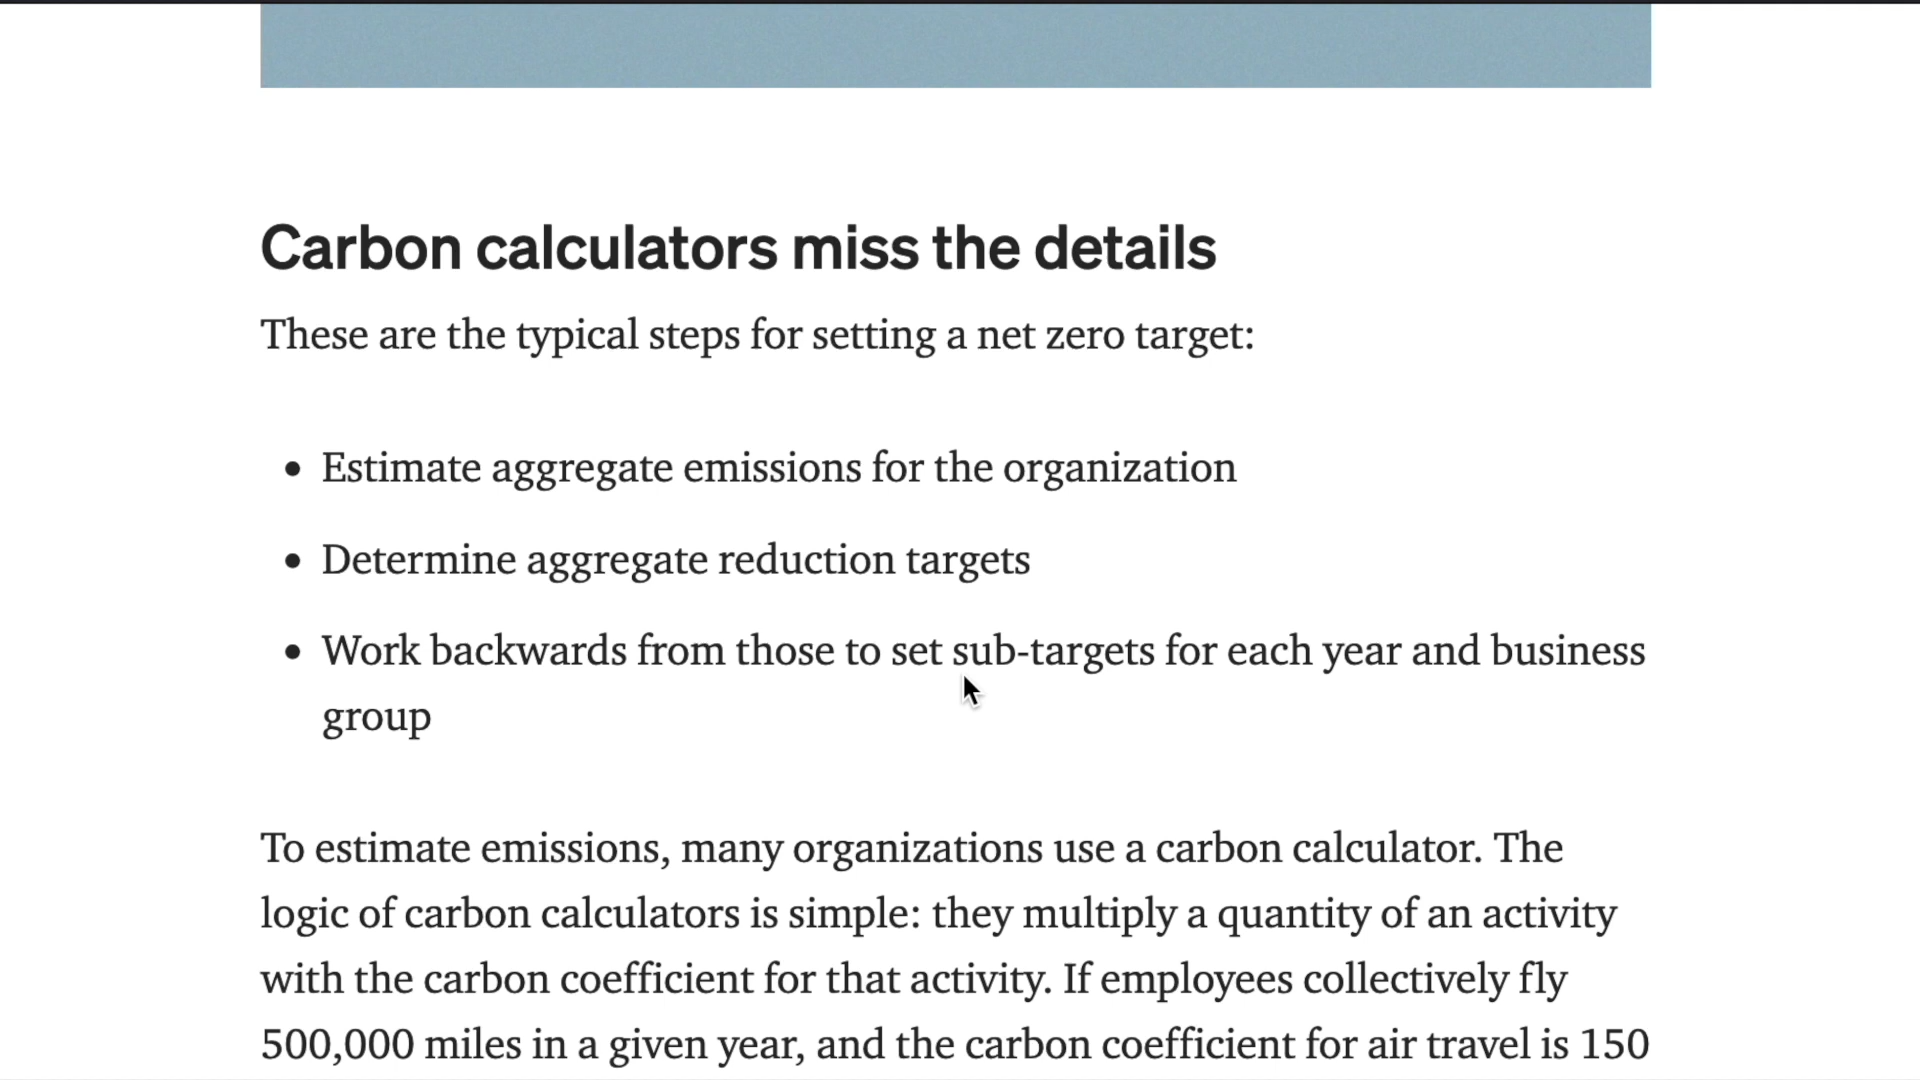 Carbon calculators miss the details
These are the typical steps for setting a net zero target:
• Estimate aggregate emissions for the organization
• Determine aggregate reduction targets
• Work backwards from those to set sub-targets for each year and business
group
To estimate emissions, many organizations use a carbon calculator. The
logic of carbon calculators is simple: they multiply a quantity of an activity
with the carbon coefficient for that activity. If employees collectively fly
500,000 miles in a given year, and the carbon coefficient for air travel is 150